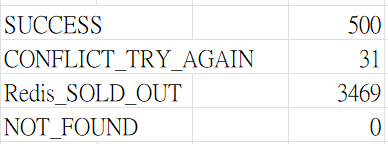 SUCCESS 500
CONFLICT_TRY_AGAIN 31
Redis_SOLD_OUT 3469
NOT_FOUND 0